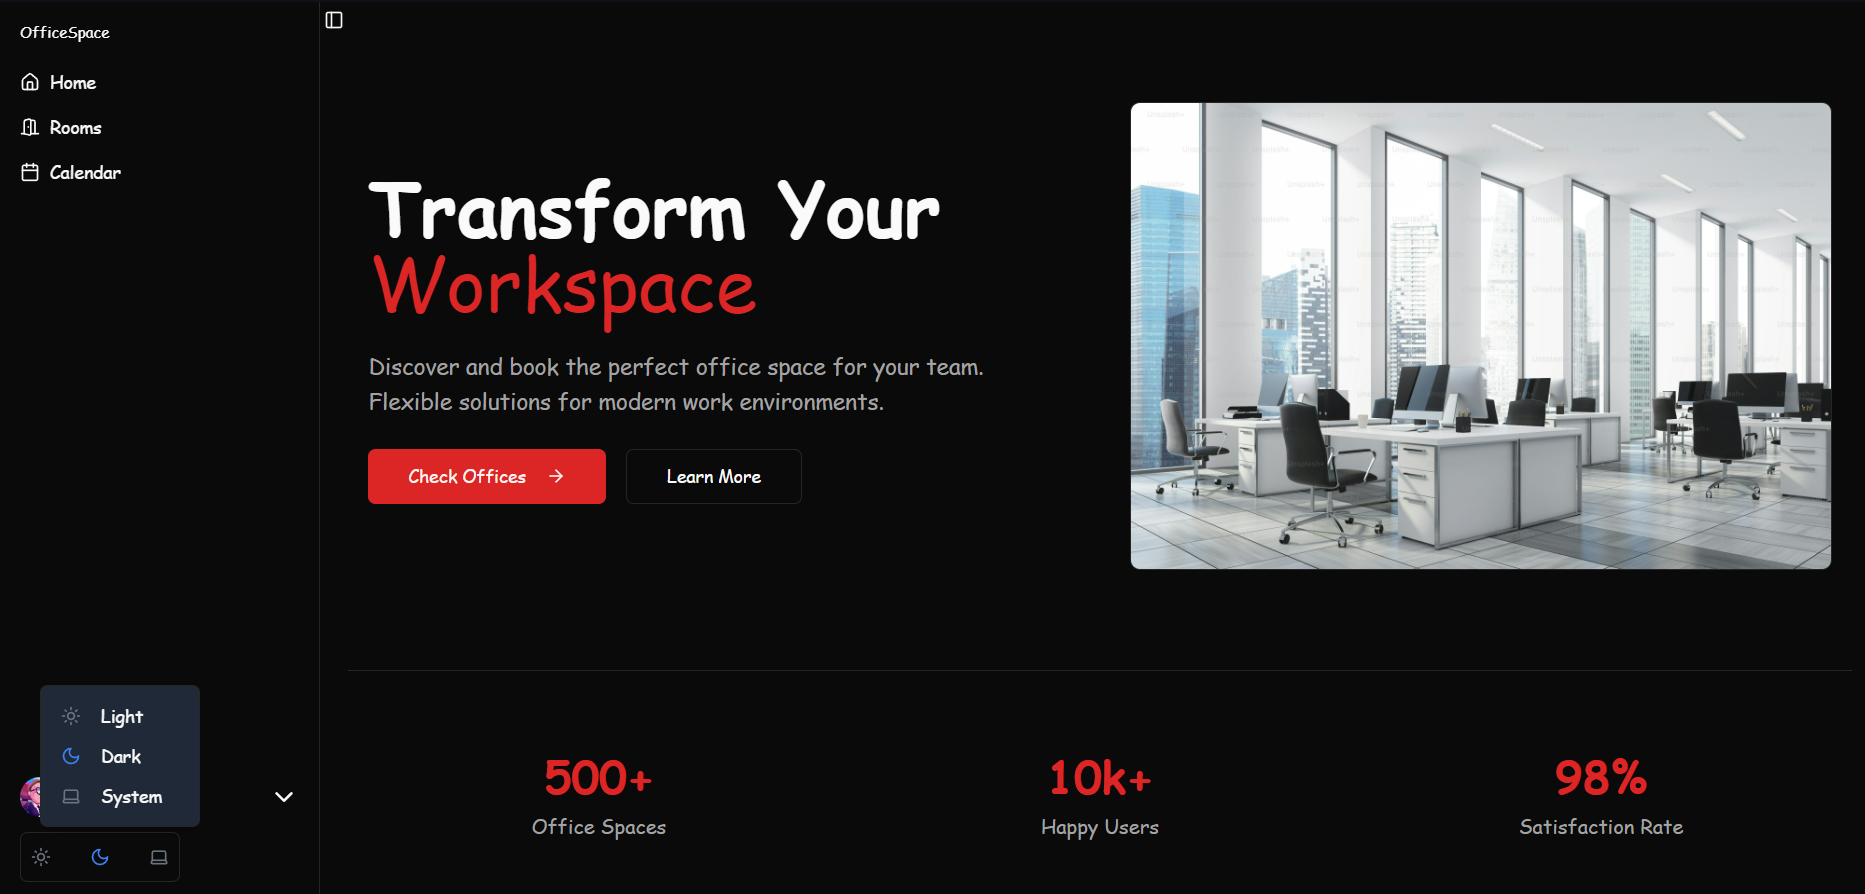 OfficeSpace
Home
Rooms
Calendar
Transform Your
Workspace
Discover and book the perfect office space for your team.
Flexible solutions for modern work environments.
Check Offices
Learn More
Light
Dark
System
500+
Office Spaces
10k+
Happy Users
98%
Satisfaction Rate